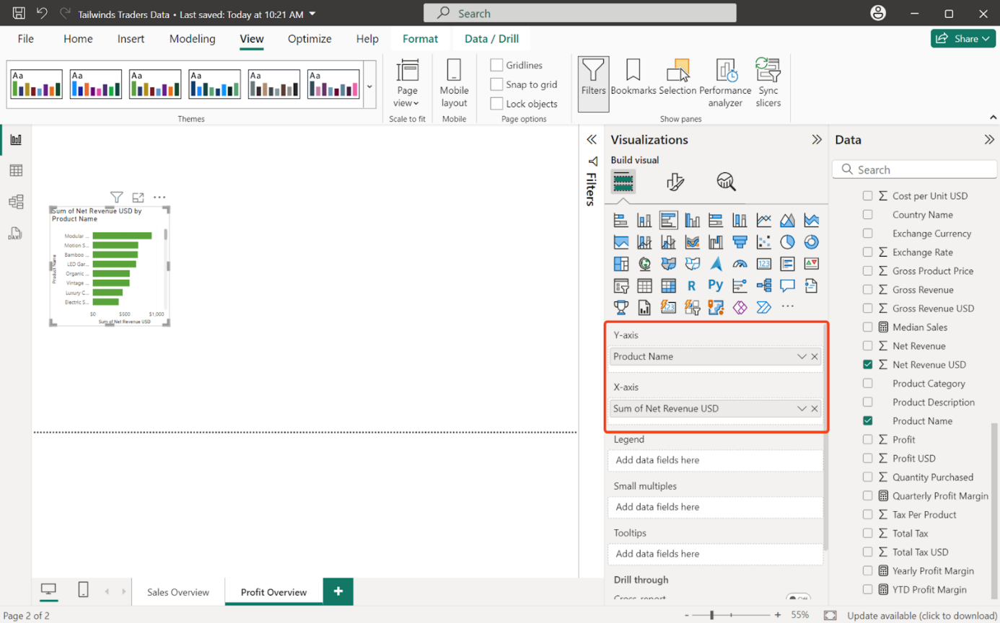 Tailwinds Traders Data • Last saved: Today at 10:21 AM
Search
File Home Insert Modeling View Optimize Help Format Data / Drill
Share
Aa Aa Aa Aa Aa Aa
Page view
Mobile layout
Gridlines
Snap to grid
Lock objects
Filters
Bookmarks
Selection
Performance analyzer
Sync slicers
Themes
Scale to fit
Mobile
Page options
Show panes
DAX
Sum of Net Revenue USD by
Product Name
Product Name
Modular ...
Motion S...
Bamboo ...
LED Gar...
Organic ...
Vintage ...
Luxury C...
Electric S...
$0 $500 $1,000
Sum of Net Revenue USD
Filters
Visualizations
Build visual
123
R
Py
123
Y-axis
Product Name
X-axis
Sum of Net Revenue USD
Legend
Add data fields here
Small multiples
Add data fields here
Tooltips
Add data fields here
Drill through
Cross-report
Off
Data
Search
Cost per Unit USD
Country Name
Exchange Currency
Exchange Rate
Gross Product Price
Gross Revenue
Gross Revenue USD
Median Sales
Net Revenue
Net Revenue USD
Product Category
Product Description
Product Name
Profit
Profit USD
Quantity Purchased
Quarterly Profit Margin
Tax Per Product
Total Tax
Total Tax USD
Yearly Profit Margin
YTD Profit Margin
Sales Overview
Profit Overview
Page 2 of 2
- + 55%
Update available (click to download)